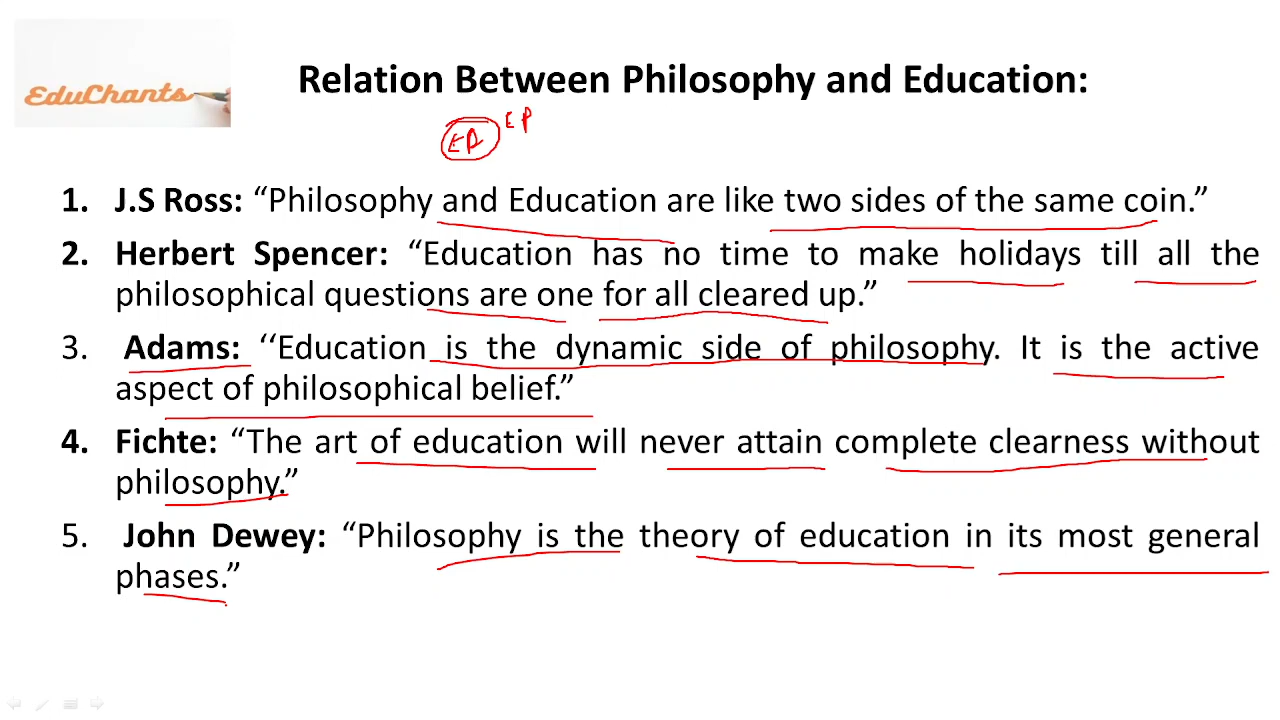 EduChants
Relation Between Philosophy and Education:
EP
1. J.S Ross: “Philosophy and Education are like two sides of the same coin.”
2. Herbert Spencer: “Education has no time to make holidays till all the
philosophical questions are one for all cleared up.”
3. Adams: ‘‘Education is the dynamic side of philosophy. It is the active
aspect of philosophical belief.”
4. Fichte: “The art of education will never attain complete clearness without
philosophy.”
5. John Dewey: “Philosophy is the theory of education in its most general
phases.”